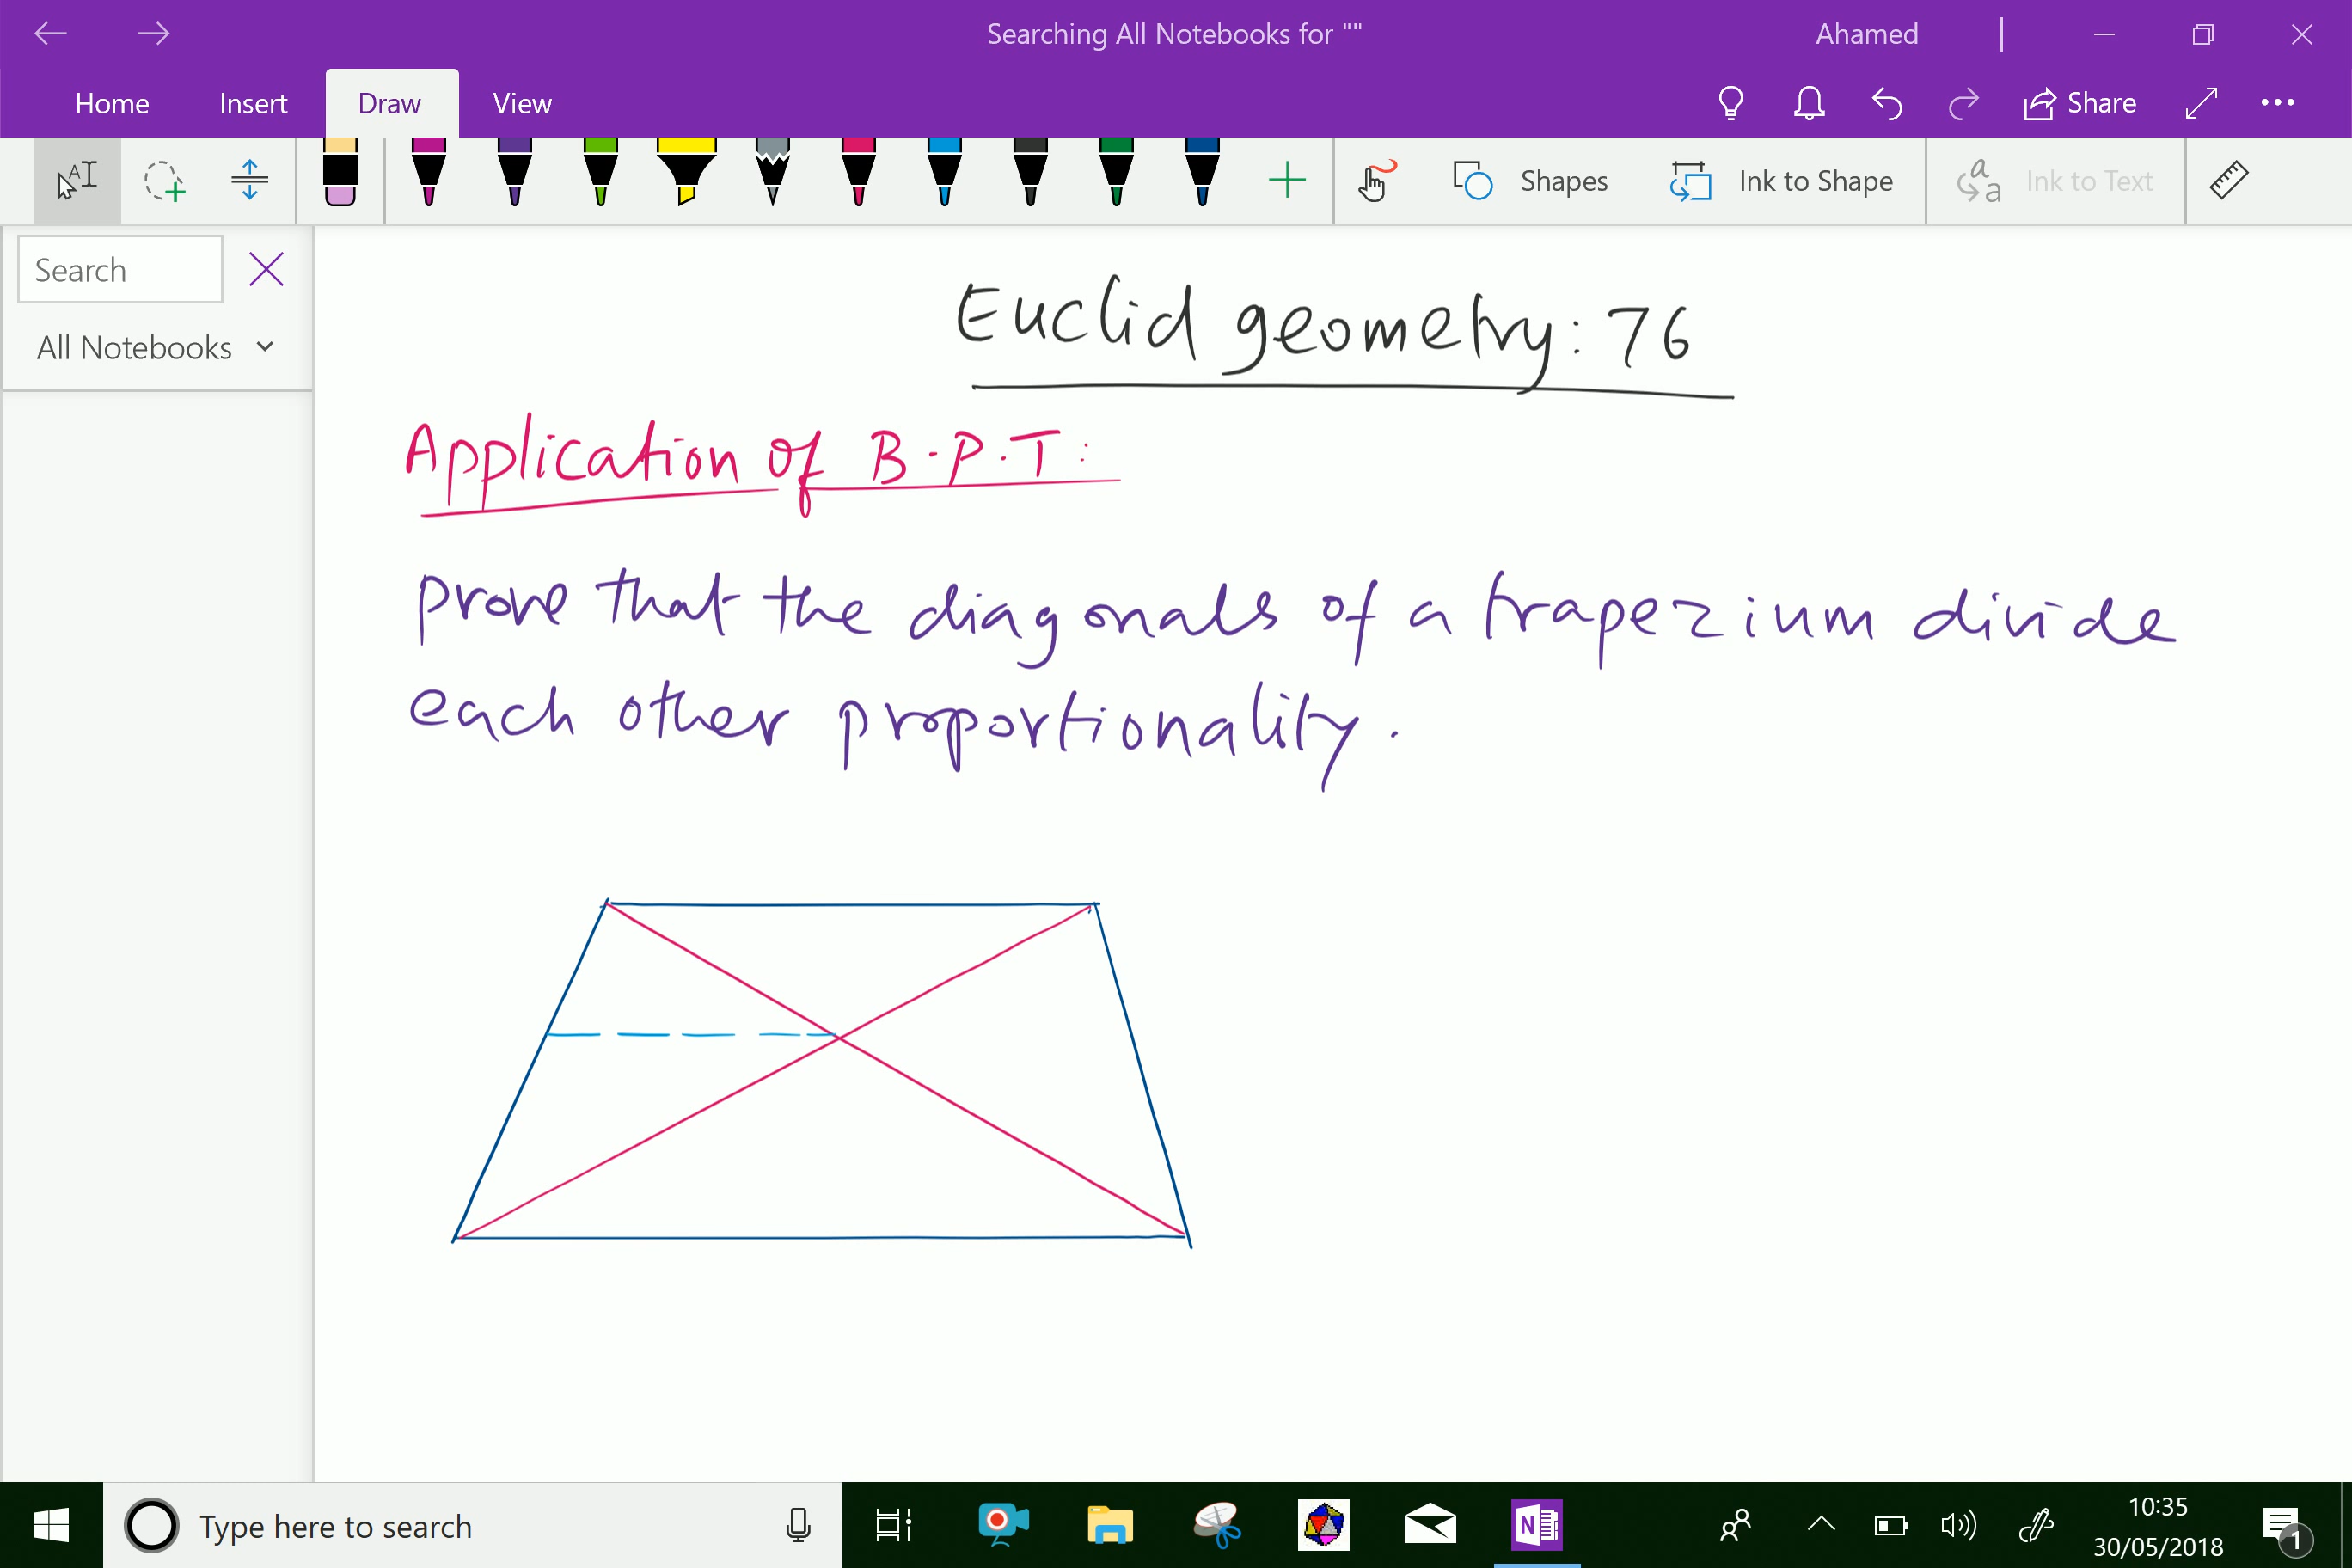 Searching All Notebooks for ""
Ahamed
Home Insert Draw View
Share
Shapes
Ink to Shape
Ink to Text
Search
All Notebooks
Euclid geometry: 76
Application of B.P.T:
prove that the diagonals of a trapezium divide
each other proportionality.
Type here to search
10:35
30/05/2018
1